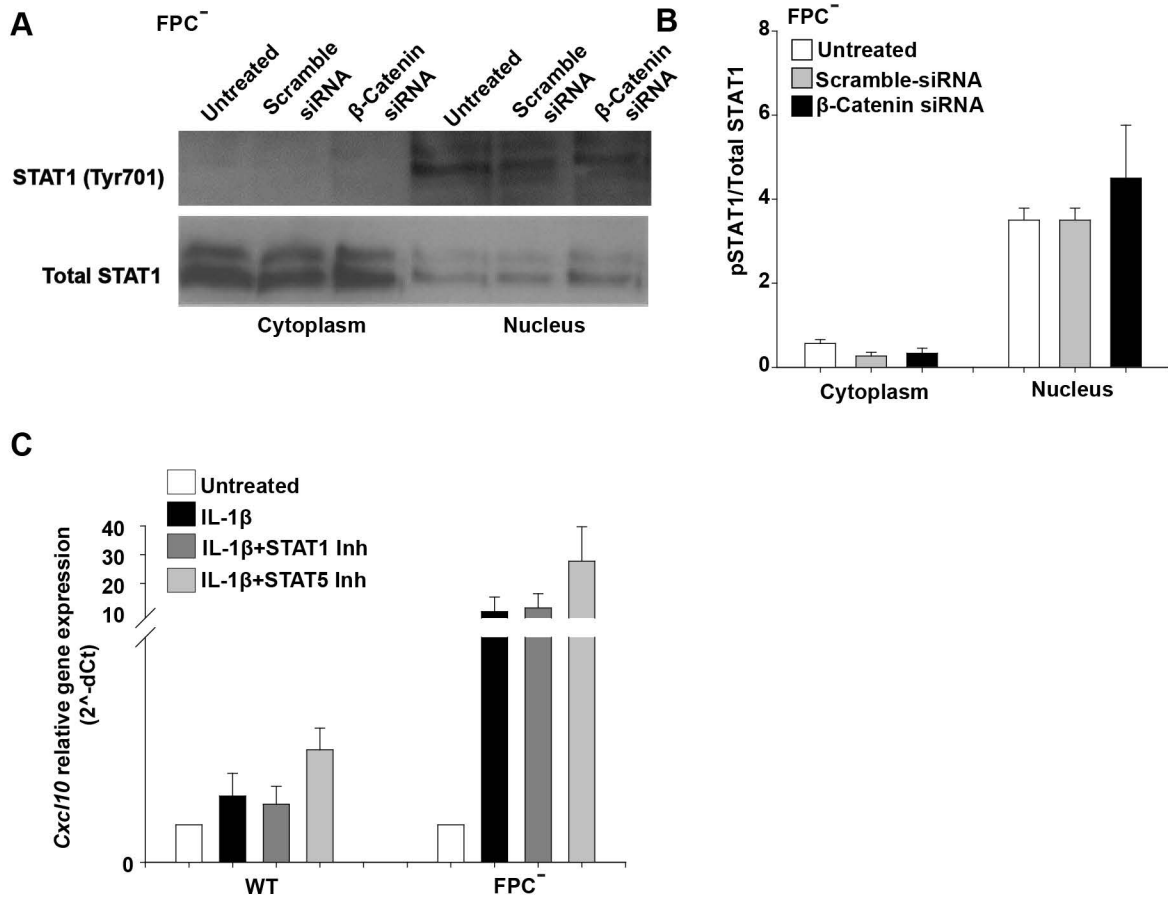 A
FPC⁻
Untreated
Scramble
siRNA
β-Catenin
siRNA
Untreated
Scramble
siRNA
β-Catenin
siRNA
STAT1 (Tyr701)
Total STAT1
Cytoplasm
Nucleus
B
FPC⁻
Untreated
Scramble-siRNA
β-Catenin siRNA
pSTAT1/Total STAT1
8
6
4
2
0
Cytoplasm
Nucleus
C
Untreated
IL-1β
IL-1β+STAT1 Inh
IL-1β+STAT5 Inh
Cxcl10 relative gene expression
(2^-dCt)
40
30
20
10
0
WT
FPC⁻